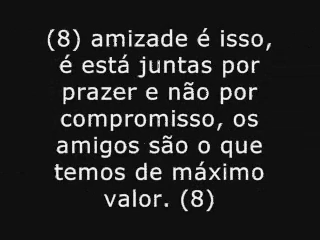 (8) amizade é isso,
é está juntas por
prazer e não por
compromisso, os
amigos são o que
temos de máximo
valor. (8)